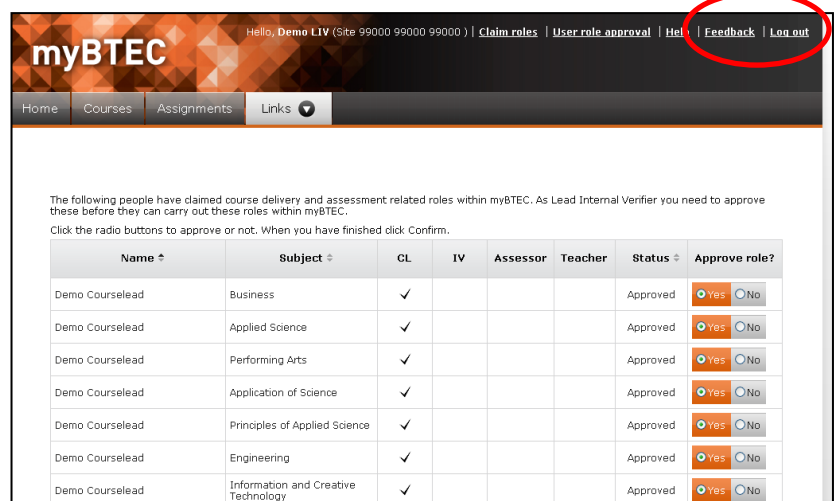 Hello, Demo LIV (Site 99000 99000 99000 ) | Claim roles | User role approval | Help | Feedback | Log out
myBTEC
Home Courses Assignments Links
The following people have claimed course delivery and assessment related roles within myBTEC. As Lead Internal Verifier you need to approve
these before they can carry out these roles within myBTEC.
Click the radio buttons to approve or not. When you have finished click Confirm.
Name Subject CL IV Assessor Teacher Status Approve role?
Demo Courselead Business ✓ Approved Yes No
Demo Courselead Applied Science ✓ Approved Yes No
Demo Courselead Performing Arts ✓ Approved Yes No
Demo Courselead Application of Science ✓ Approved Yes No
Demo Courselead Principles of Applied Science ✓ Approved Yes No
Demo Courselead Engineering ✓ Approved Yes No
Demo Courselead Information and Creative Technology ✓ Approved Yes No